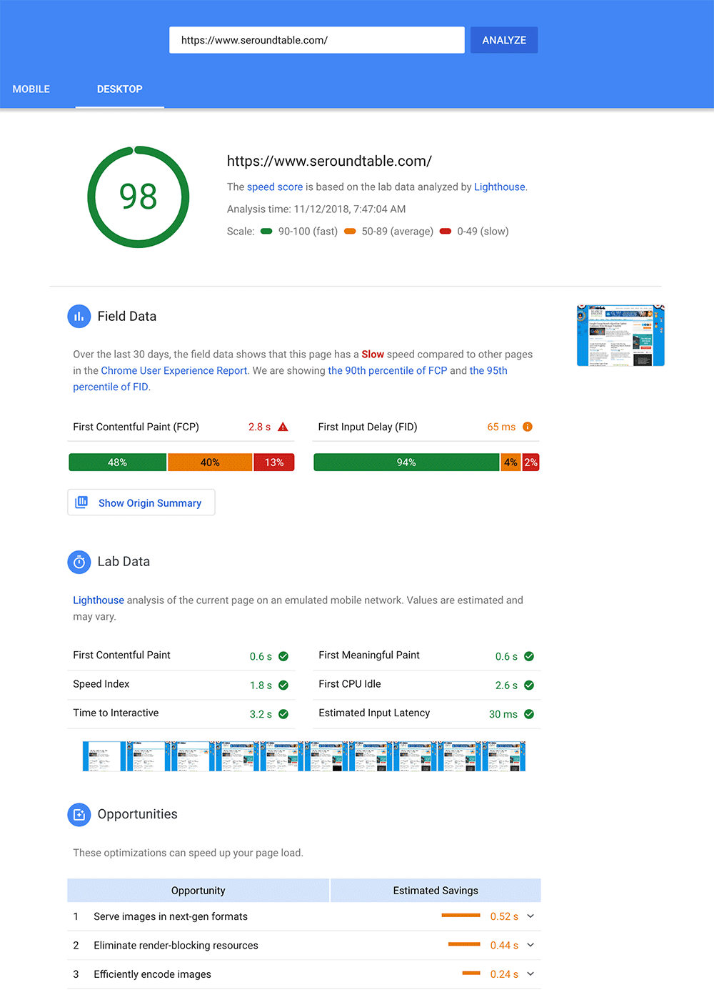 https://www.seroundtable.com/
ANALYZE
MOBILE
DESKTOP
98
https://www.seroundtable.com/
The speed score is based on the lab data analyzed by Lighthouse.
Analysis time: 11/12/2018, 7:47:04 AM
Scale: 90-100 (fast) 50-89 (average) 0-49 (slow)
Field Data
Over the last 30 days, the field data shows that this page has a Slow speed compared to other pages
in the Chrome User Experience Report. We are showing the 90th percentile of FCP and the 95th
percentile of FID.
First Contentful Paint (FCP) 2.8 s
First Input Delay (FID) 65 ms
48% 40% 13%
94% 4% 2%
Show Origin Summary
Lab Data
Lighthouse analysis of the current page on an emulated mobile network. Values are estimated and
may vary.
First Contentful Paint 0.6 s
First Meaningful Paint 0.6 s
Speed Index 1.8 s
First CPU Idle 2.6 s
Time to Interactive 3.2 s
Estimated Input Latency 30 ms
Opportunities
These optimizations can speed up your page load.
Opportunity Estimated Savings
1 Serve images in next-gen formats 0.52 s
2 Eliminate render-blocking resources 0.44 s
3 Efficiently encode images 0.24 s